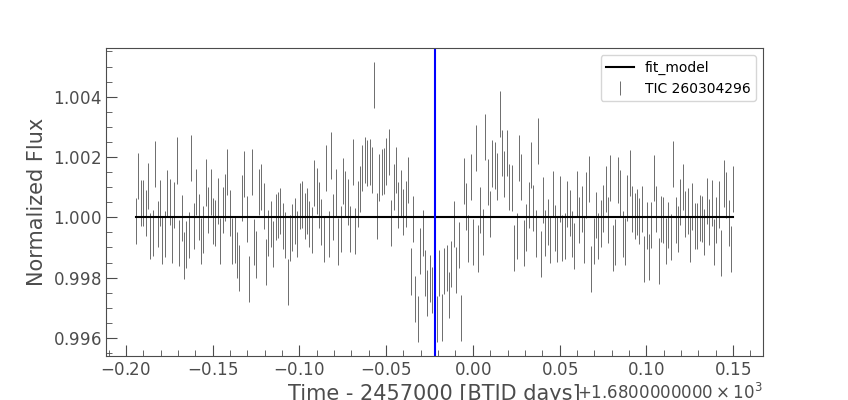 fit_model
TIC 260304296
Normalized Flux
1.004
1.002
1.000
0.998
0.996
−0.20 −0.15 −0.10 −0.05 0.00 0.05 0.10 0.15
Time - 2457000 [BTJD days]
+1.6800000000 × 10³